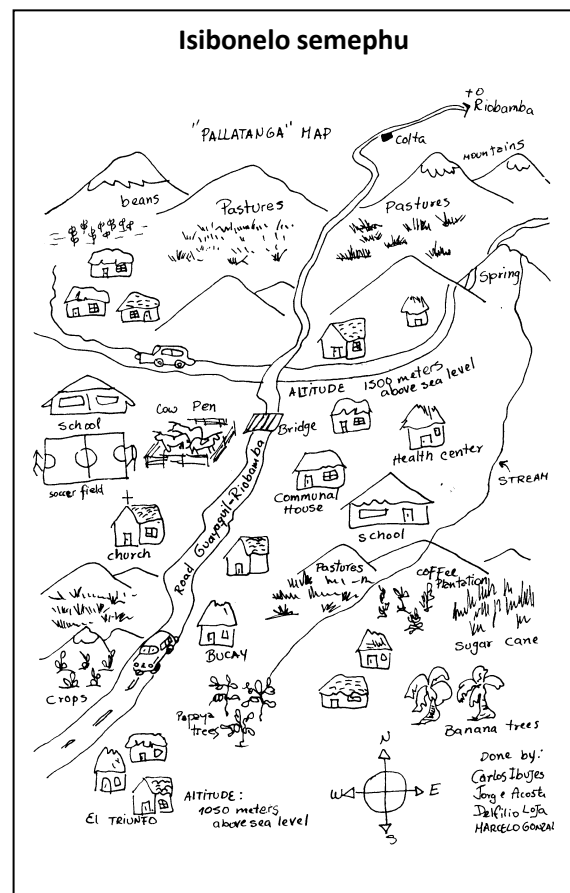 Isibonelo semephu
to
Riobamba
"PALLATANGA" MAP
Colta
MOUNTAINS
beans
Pastures
Pastures
Spring
ALTITUDE 1300 meters
above sea level
School
Cow Pen
Bridge
Health center
soccer field
Communal
House
STREAM
school
church
Road Guayaquil-Riobamba
Pastures
Coffee
Plantation
Sugar cane
BUCAY
Crops
Papaya
trees
Banana trees
N
W
E
S
Done by:
Carlos Ibujes
Jorge Acosta
Delfilio Loja
MARCELO GONZAL
EL TRIUNFO
ALTITUDE:
1050 meters
above sea level